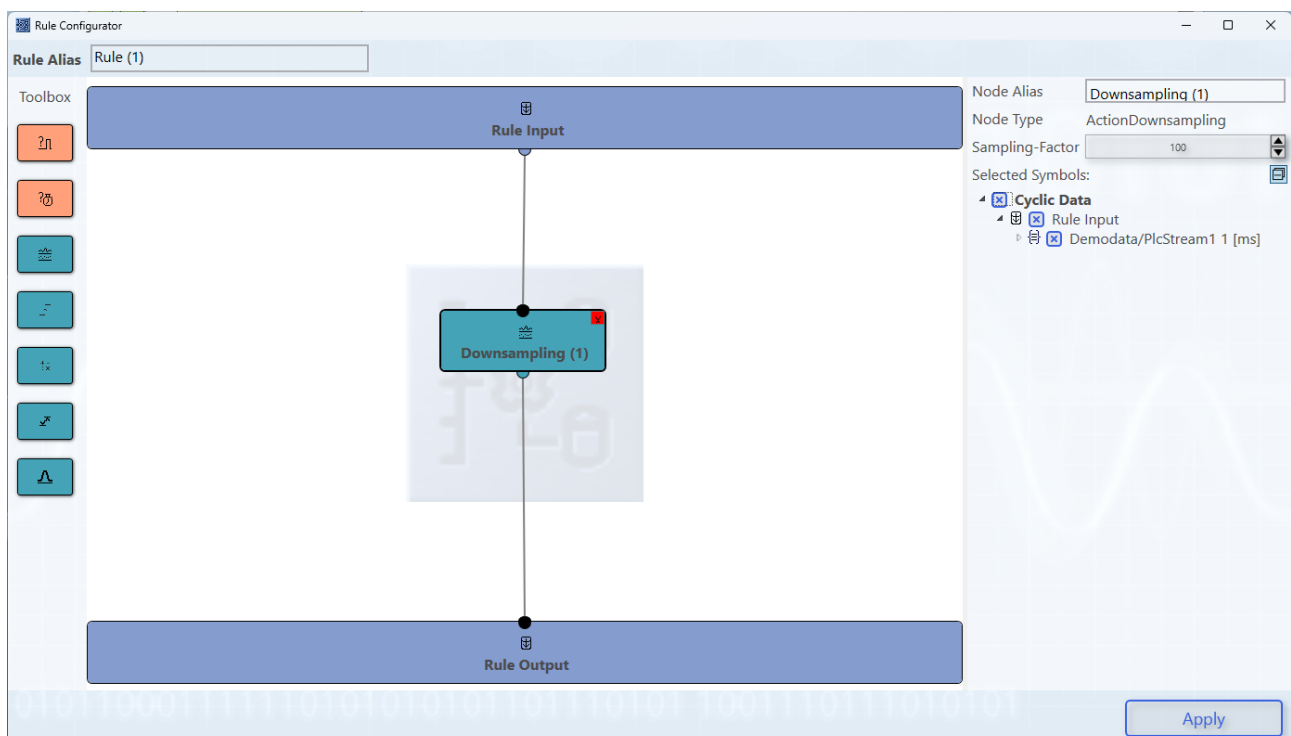 Rule Configurator
Rule Alias Rule (1)
Toolbox
Rule Input
Downsampling (1)
Rule Output
Node Alias Downsampling (1)
Node Type ActionDownsampling
Sampling-Factor 100
Selected Symbols:
Cyclic Data
Rule Input
Demodata/PlcStream1 1 [ms]
Apply